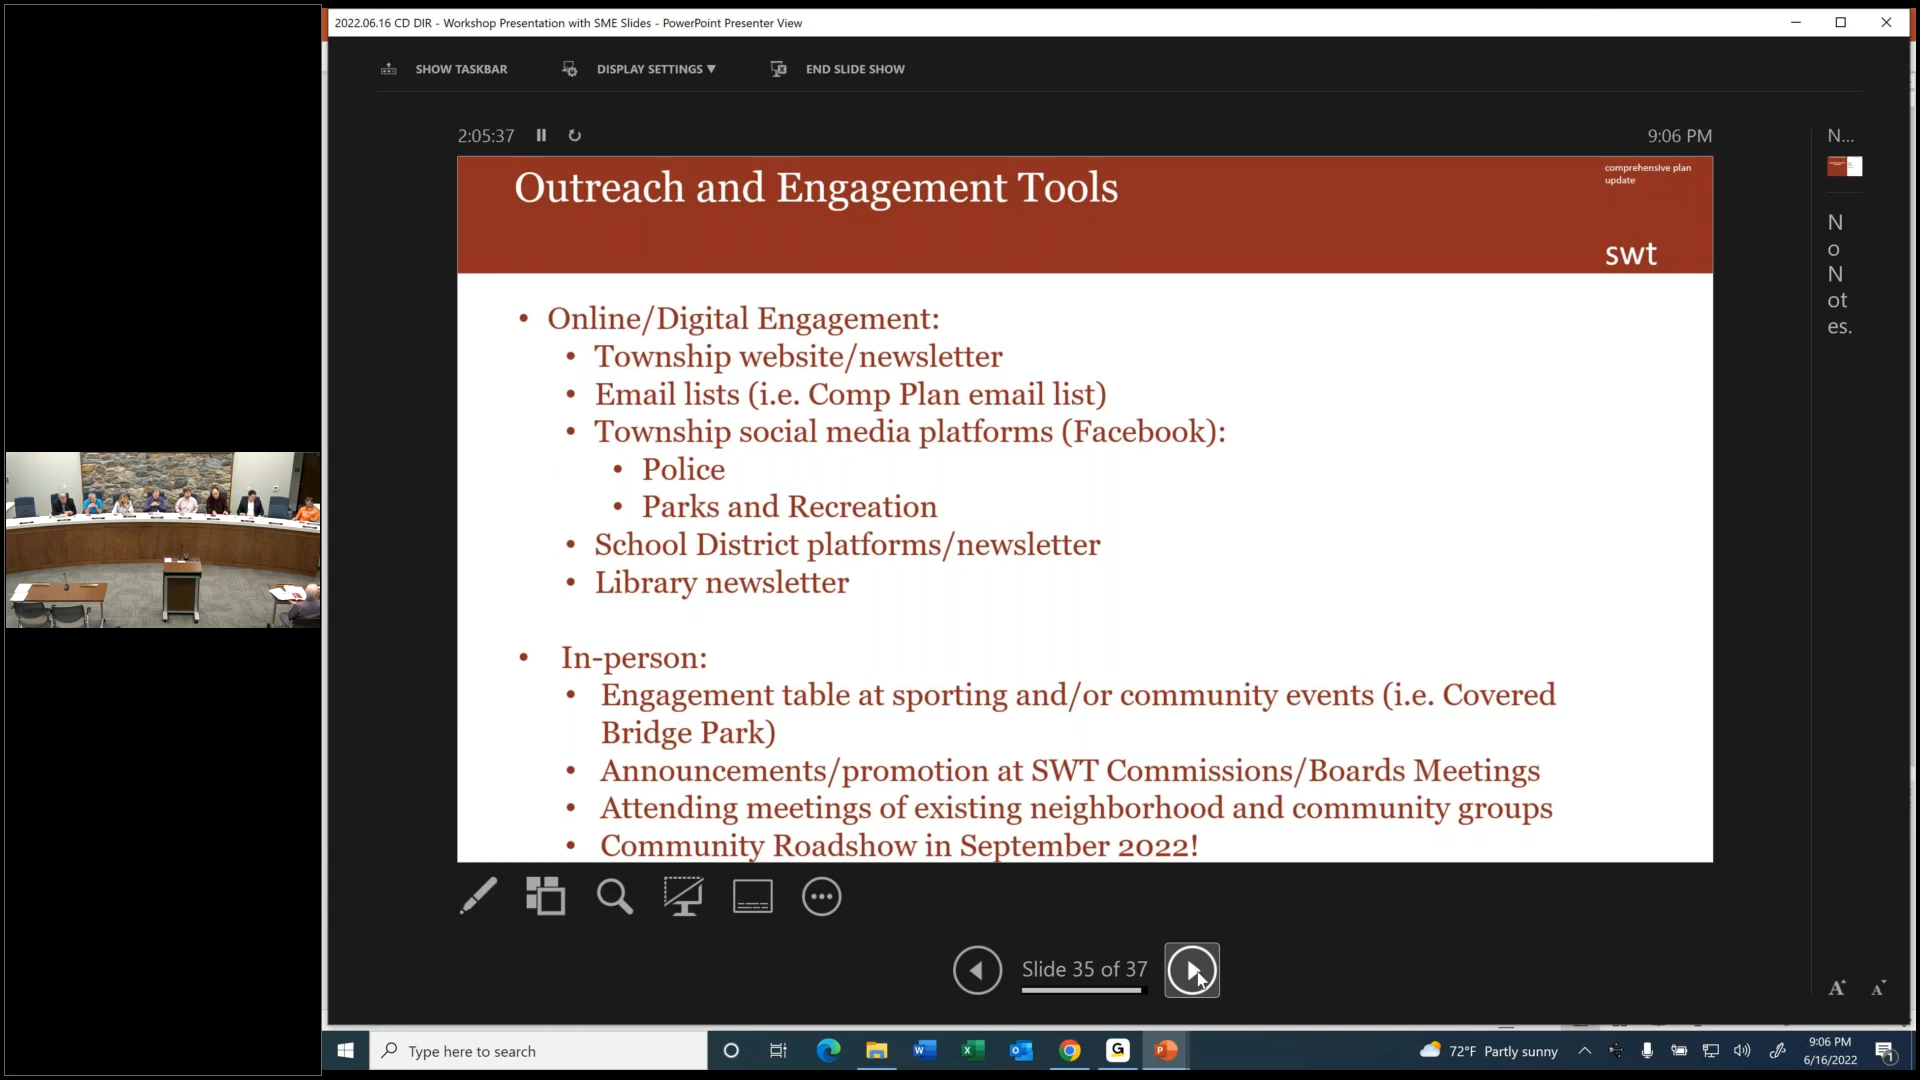 2022.06.16 CD DIR - Workshop Presentation with SME Slides - PowerPoint Presenter View
SHOW TASKBAR
DISPLAY SETTINGS ▼
END SLIDE SHOW
2:05:37
9:06 PM
N...
Outreach and Engagement Tools
comprehensive plan
update
swt
N
o
N
ot
es.
• Online/Digital Engagement:
• Township website/newsletter
• Email lists (i.e. Comp Plan email list)
• Township social media platforms (Facebook):
• Police
• Parks and Recreation
• School District platforms/newsletter
• Library newsletter
• In-person:
• Engagement table at sporting and/or community events (i.e. Covered
Bridge Park)
• Announcements/promotion at SWT Commissions/Boards Meetings
• Attending meetings of existing neighborhood and community groups
• Community Roadshow in September 2022!
Slide 35 of 37
A A
Type here to search
72°F Partly sunny
9:06 PM
6/16/2022
1